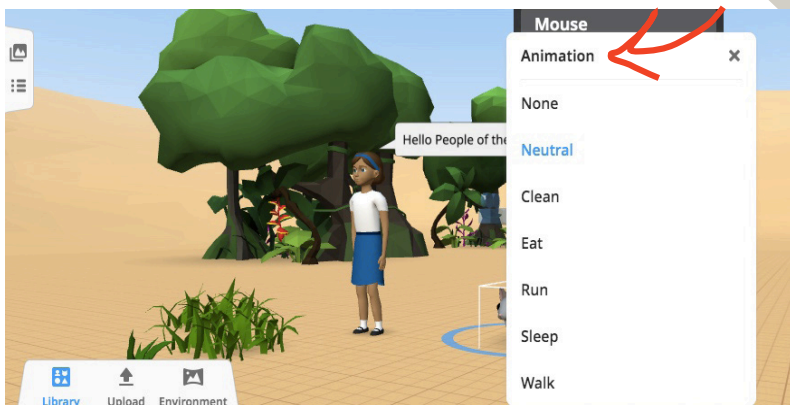 Mouse
Animation
None
Hello People of the
Neutral
Clean
Eat
Run
Sleep
Walk
Library Upload Environment